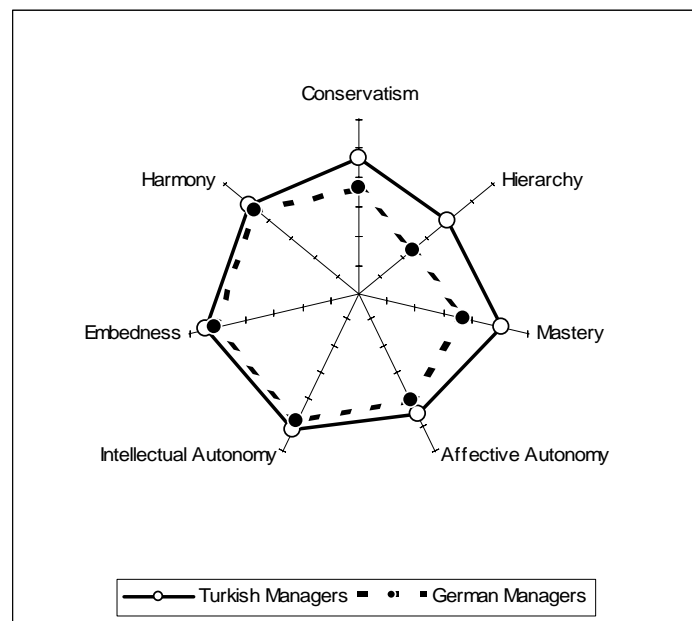 Conservatism
Harmony
Hierarchy
Embedness
Mastery
Intellectual Autonomy
Affective Autonomy
Turkish Managers
German Managers